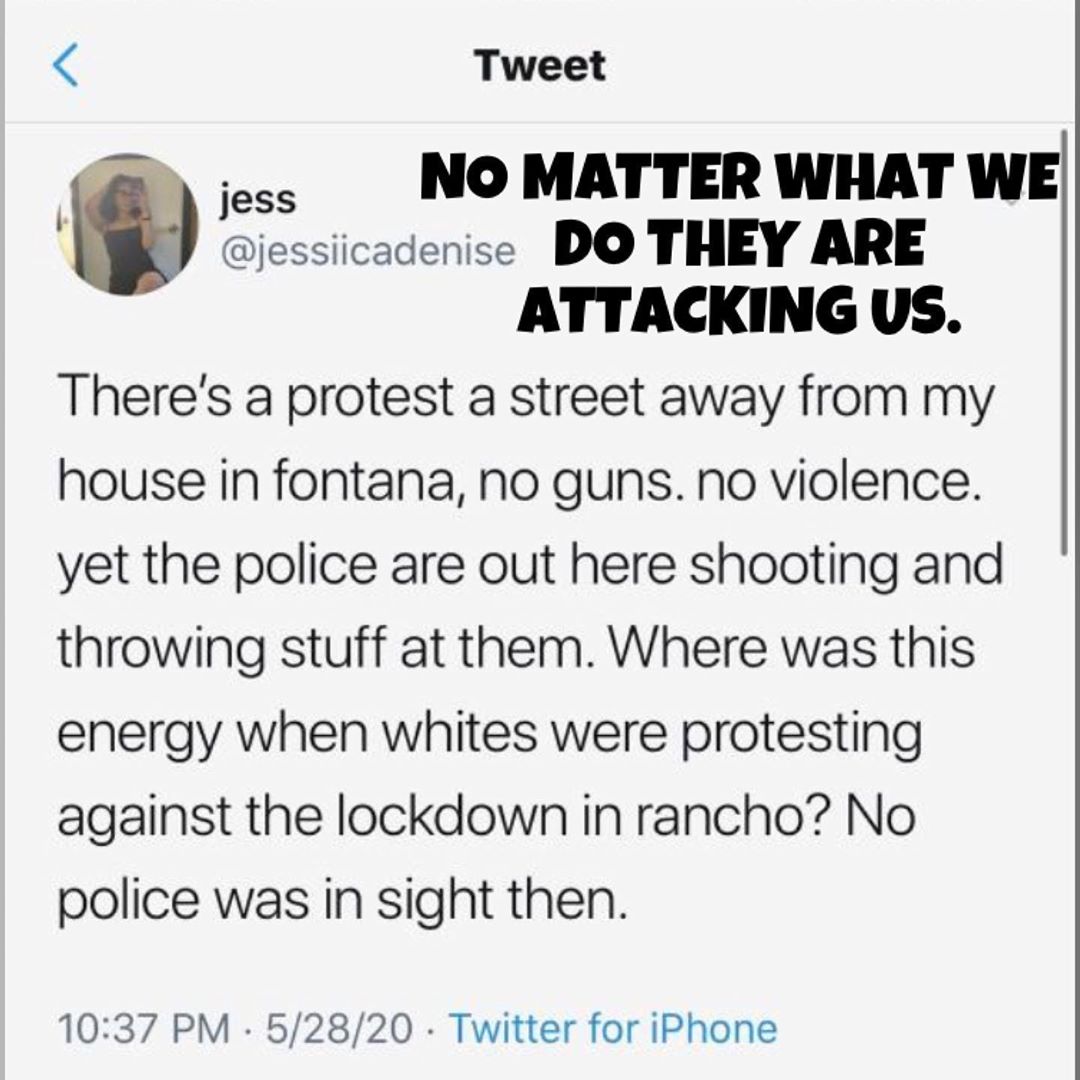 Tweet
NO MATTER WHAT WE
DO THEY ARE
ATTACKING US.
jess
@jessiicadenise
There's a protest a street away from my
house in fontana, no guns. no violence.
yet the police are out here shooting and
throwing stuff at them. Where was this
energy when whites were protesting
against the lockdown in rancho? No
police was in sight then.
10:37 PM · 5/28/20 · Twitter for iPhone